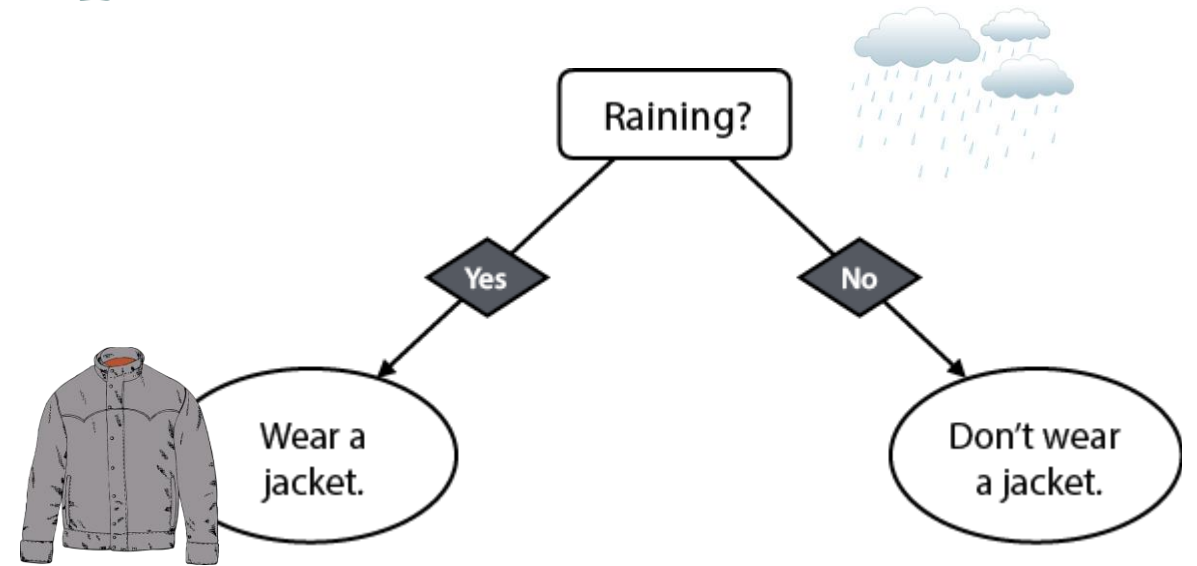 Raining?
Yes
No
Wear a
jacket.
Don’t wear
a jacket.